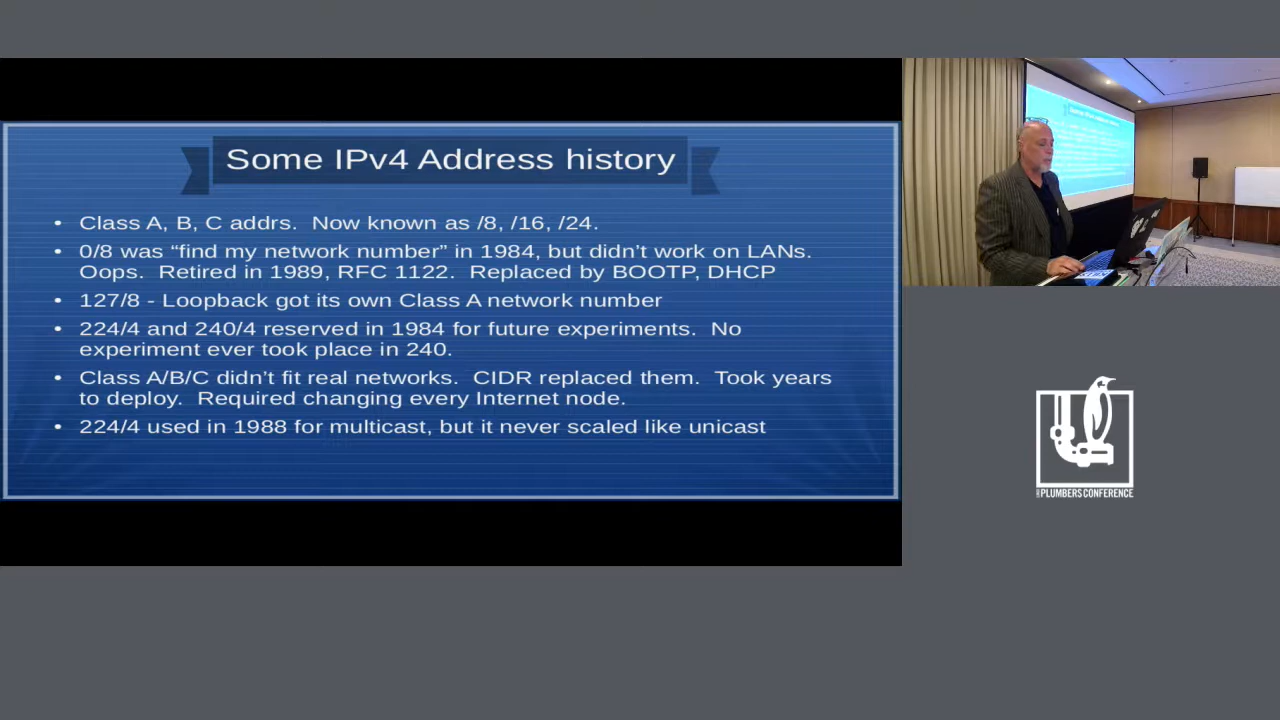 Some IPv4 Address history
• Class A, B, C addrs.  Now known as /8, /16, /24.
• 0/8 was “find my network number” in 1984, but didn’t work on LANs.
Oops.  Retired in 1989, RFC 1122.  Replaced by BOOTP, DHCP
• 127/8 - Loopback got its own Class A network number
• 224/4 and 240/4 reserved in 1984 for future experiments.  No
experiment ever took place in 240.
• Class A/B/C didn’t fit real networks.  CIDR replaced them.  Took years
to deploy.  Required changing every Internet node.
• 224/4 used in 1988 for multicast, but it never scaled like unicast
PLUMBERS CONFERENCE